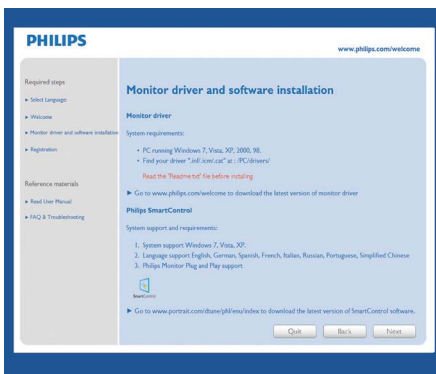 PHILIPS
www.philips.com/welcome
Required steps
▸ Select Language:
▸ Welcome
▸ Monitor driver and software installation
▸ Registration
Reference materials
▸ Read User Manual
▸ FAQ & Troubleshooting
Monitor driver and software installation
Monitor driver
System requirements:
• PC running Windows 7, Vista, XP, 2000, 98.
• Find your driver ".inf/.icm/.cat" at : /PC/drivers/
Read the "Readme.txt" file before installing.
▶ Go to www.philips.com/welcome to download the latest version of monitor driver
Philips SmartControl
System support and requirements:
1. System support Windows 7, Vista, XP.
2. Language support English, German, Spanish, French, Italian, Russian, Portuguese, Simplified Chinese
3. Philips Monitor Plug and Play support
SmartControl
▶ Go to www.portrait.com/dtune/phl/enu/index to download the latest version of SmartControl software.
Quit Back Next